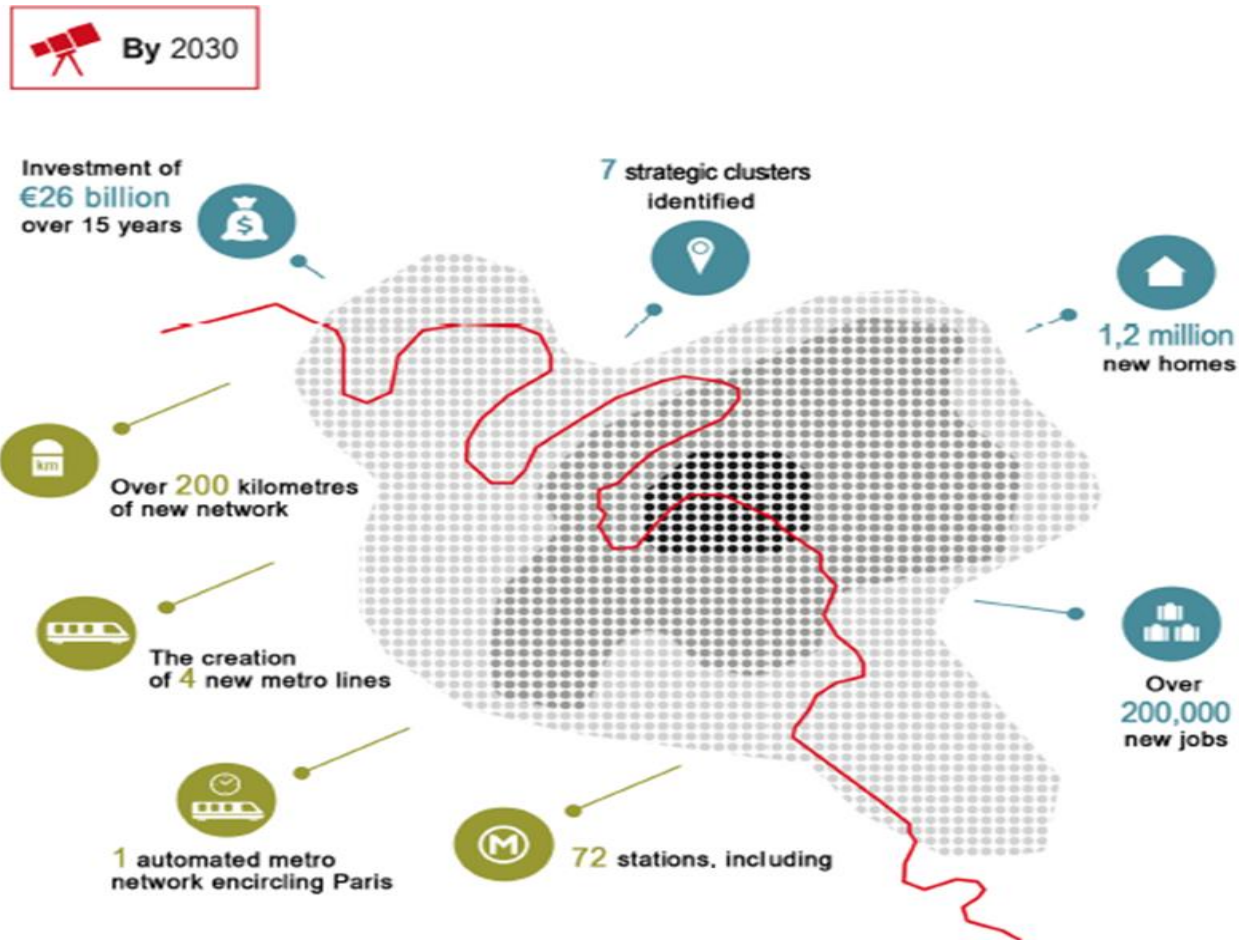 By 2030
Investment of
€26 billion
over 15 years
$
7 strategic clusters
identified
1,2 million
new homes
km
Over 200 kilometres
of new network
The creation
of 4 new metro lines
Over
200,000
new jobs
1 automated metro
network encircling Paris
M
72 stations, including